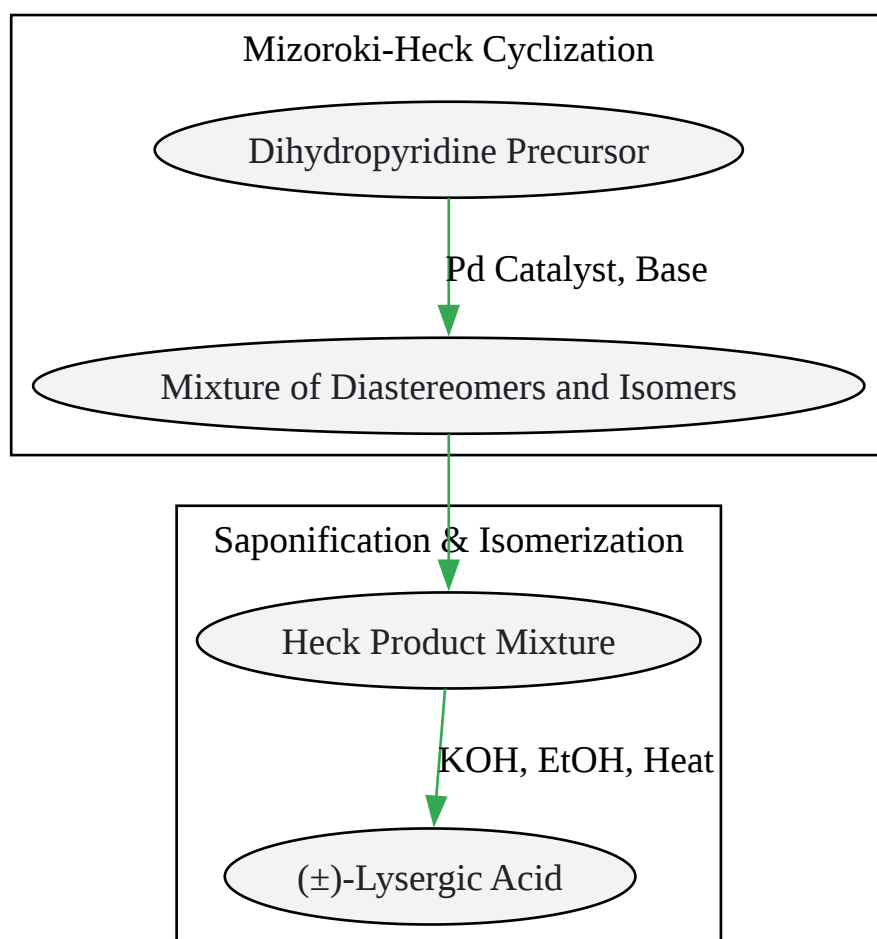 Mizoroki-Heck Cyclization
Dihydropyridine Precursor
Pd Catalyst, Base
Mixture of Diastereomers and Isomers
Saponification & Isomerization
Heck Product Mixture
KOH, EtOH, Heat
(±)-Lysergic Acid